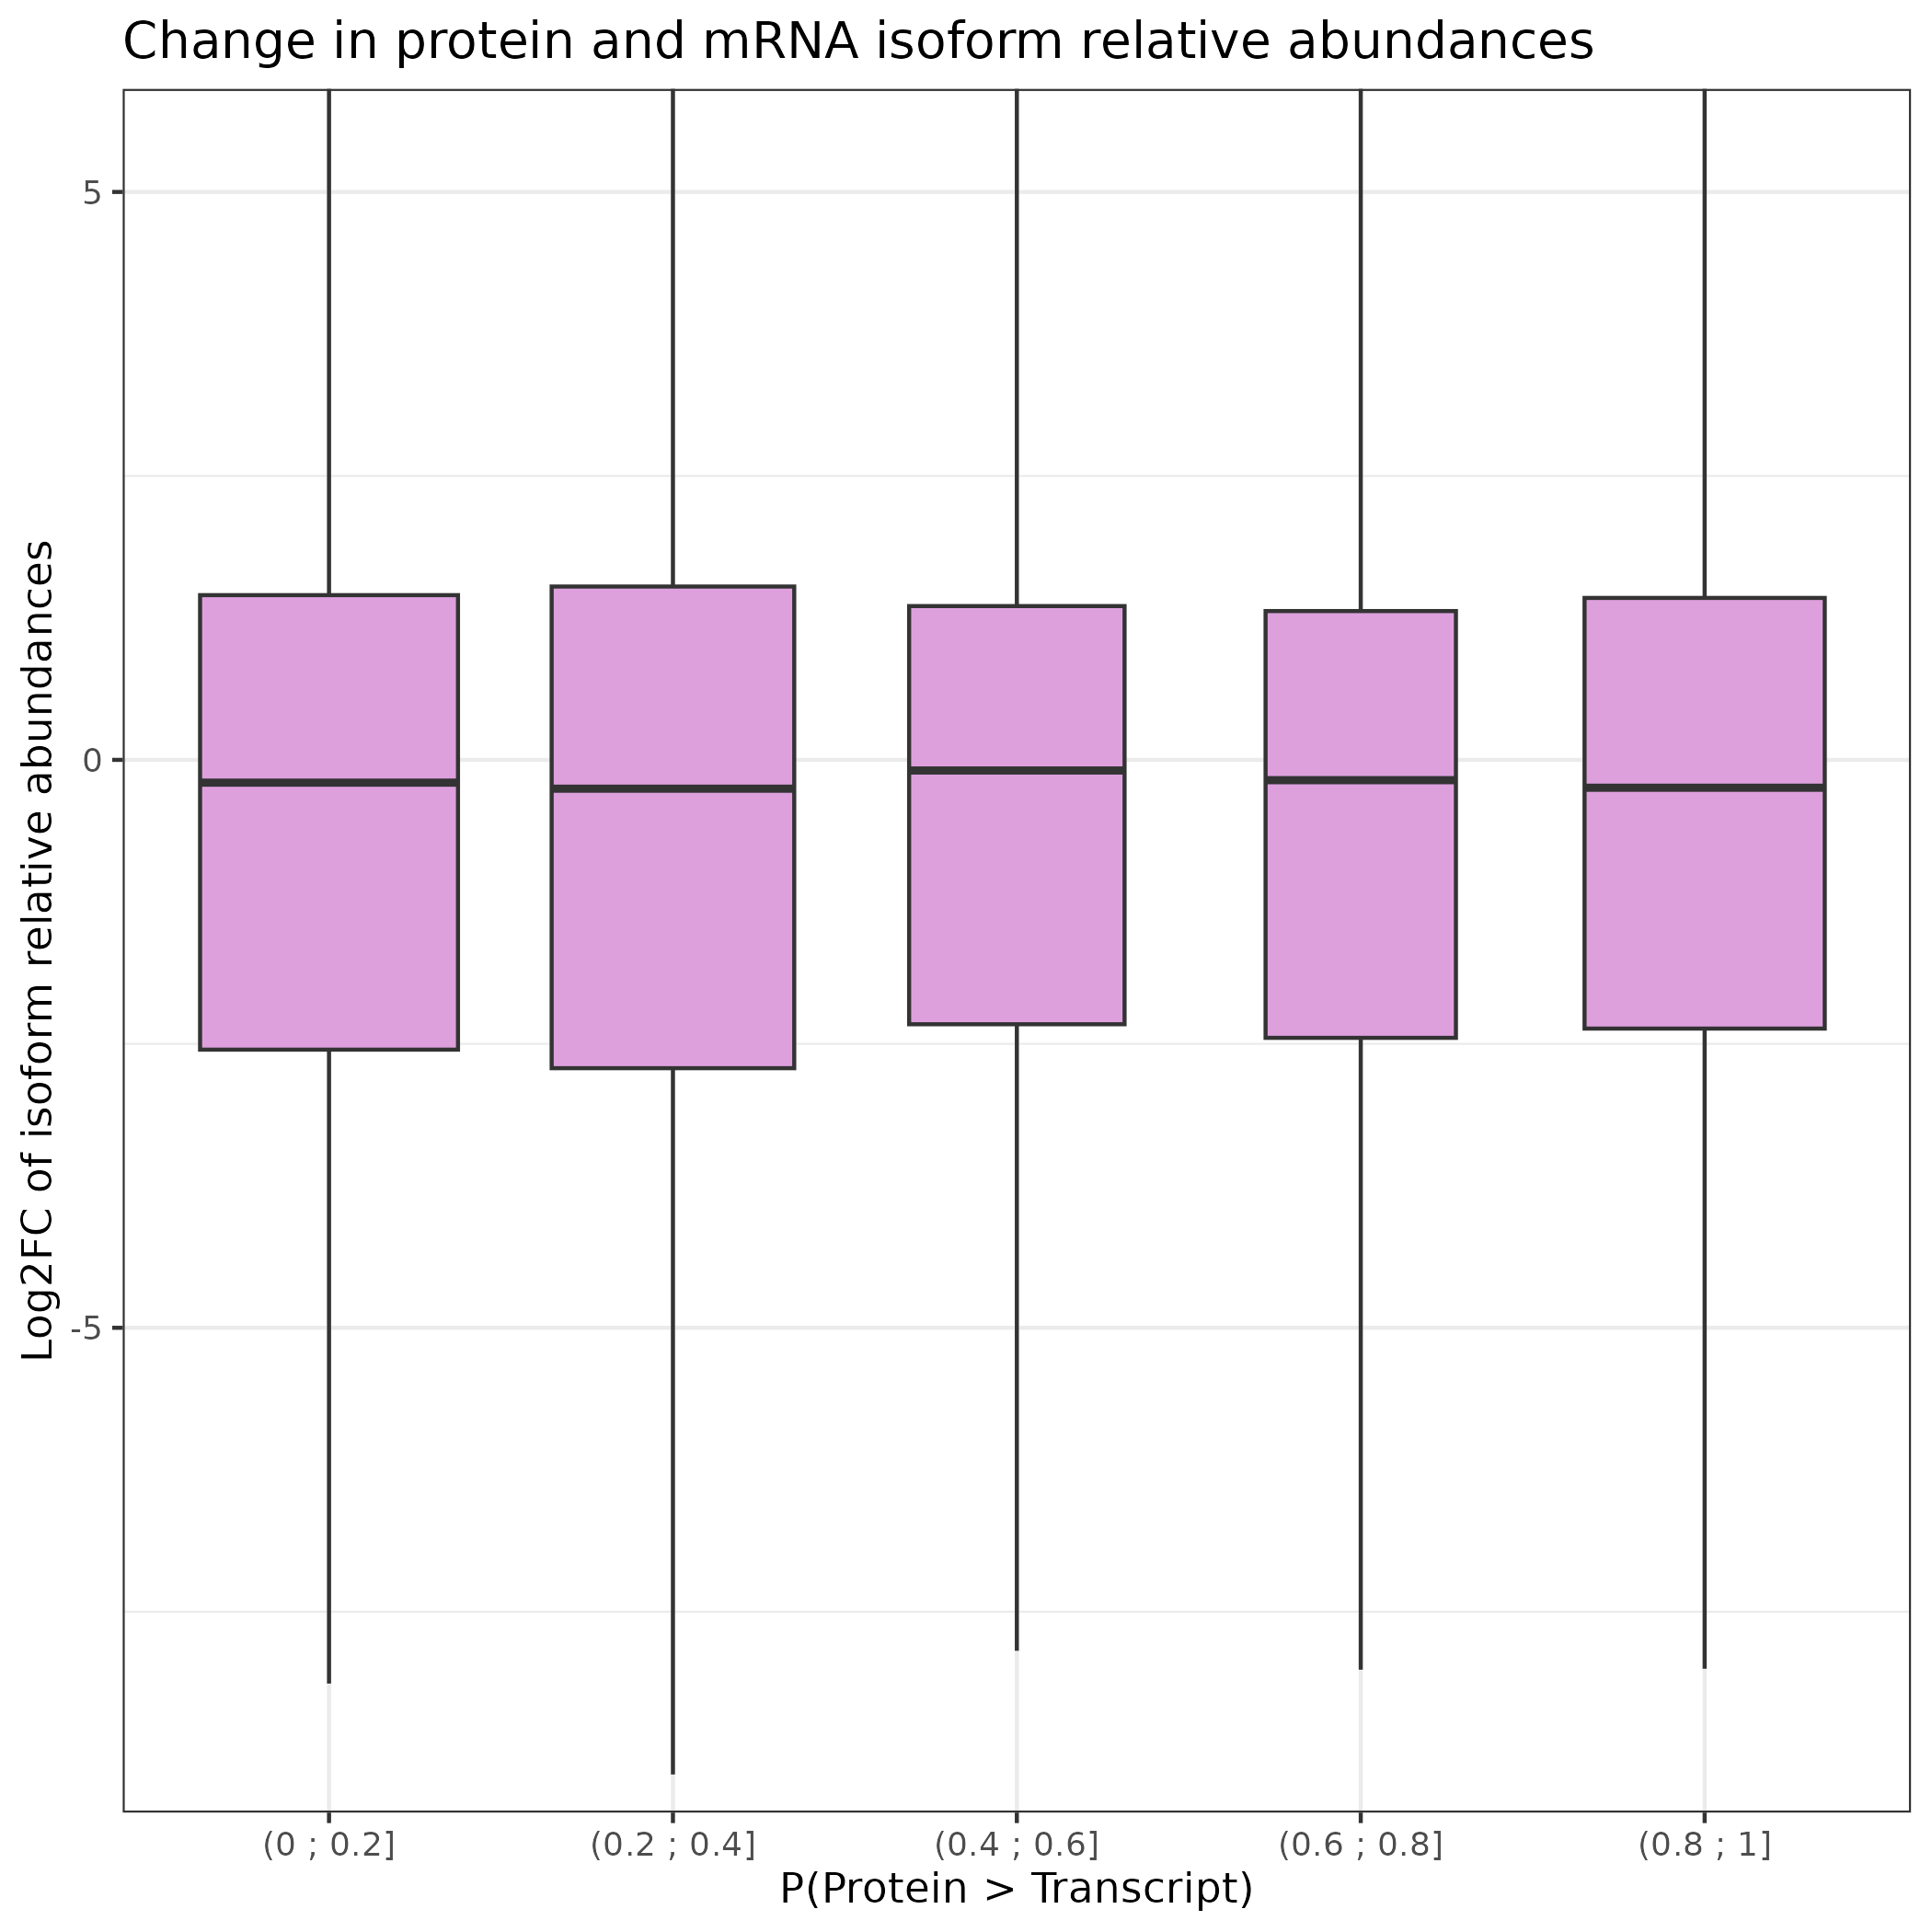 Change in protein and mRNA isoform relative abundances
Log2FC of isoform relative abundances
5
0
-5
(0 ; 0.2]
(0.2 ; 0.4]
(0.4 ; 0.6]
(0.6 ; 0.8]
(0.8 ; 1]
P(Protein > Transcript)